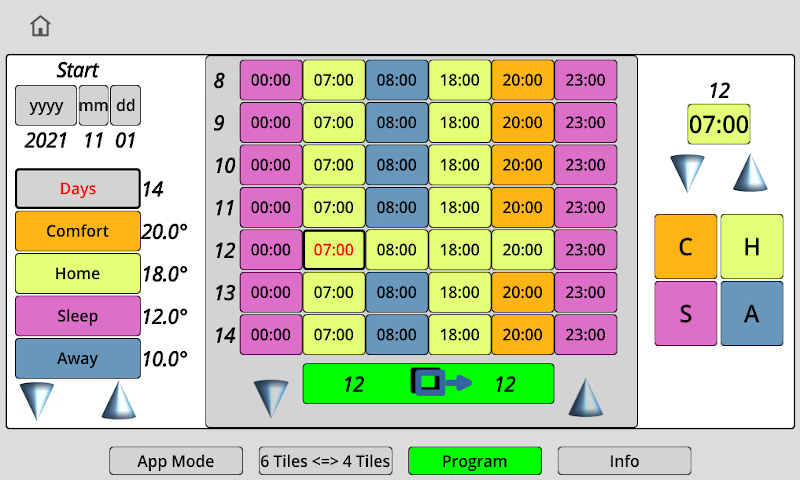 Start
yyyy mm dd
2021 11 01
Days 14
Comfort 20.0°
Home 18.0°
Sleep 12.0°
Away 10.0°
8 00:00 07:00 08:00 18:00 20:00 23:00
9 00:00 07:00 08:00 18:00 20:00 23:00
10 00:00 07:00 08:00 18:00 20:00 23:00
11 00:00 07:00 08:00 18:00 20:00 23:00
12 00:00 07:00 08:00 18:00 20:00 23:00
13 00:00 07:00 08:00 18:00 20:00 23:00
14 00:00 07:00 08:00 18:00 20:00 23:00
12 12
12
07:00
C H
S A
App Mode 6 Tiles <=> 4 Tiles Program Info